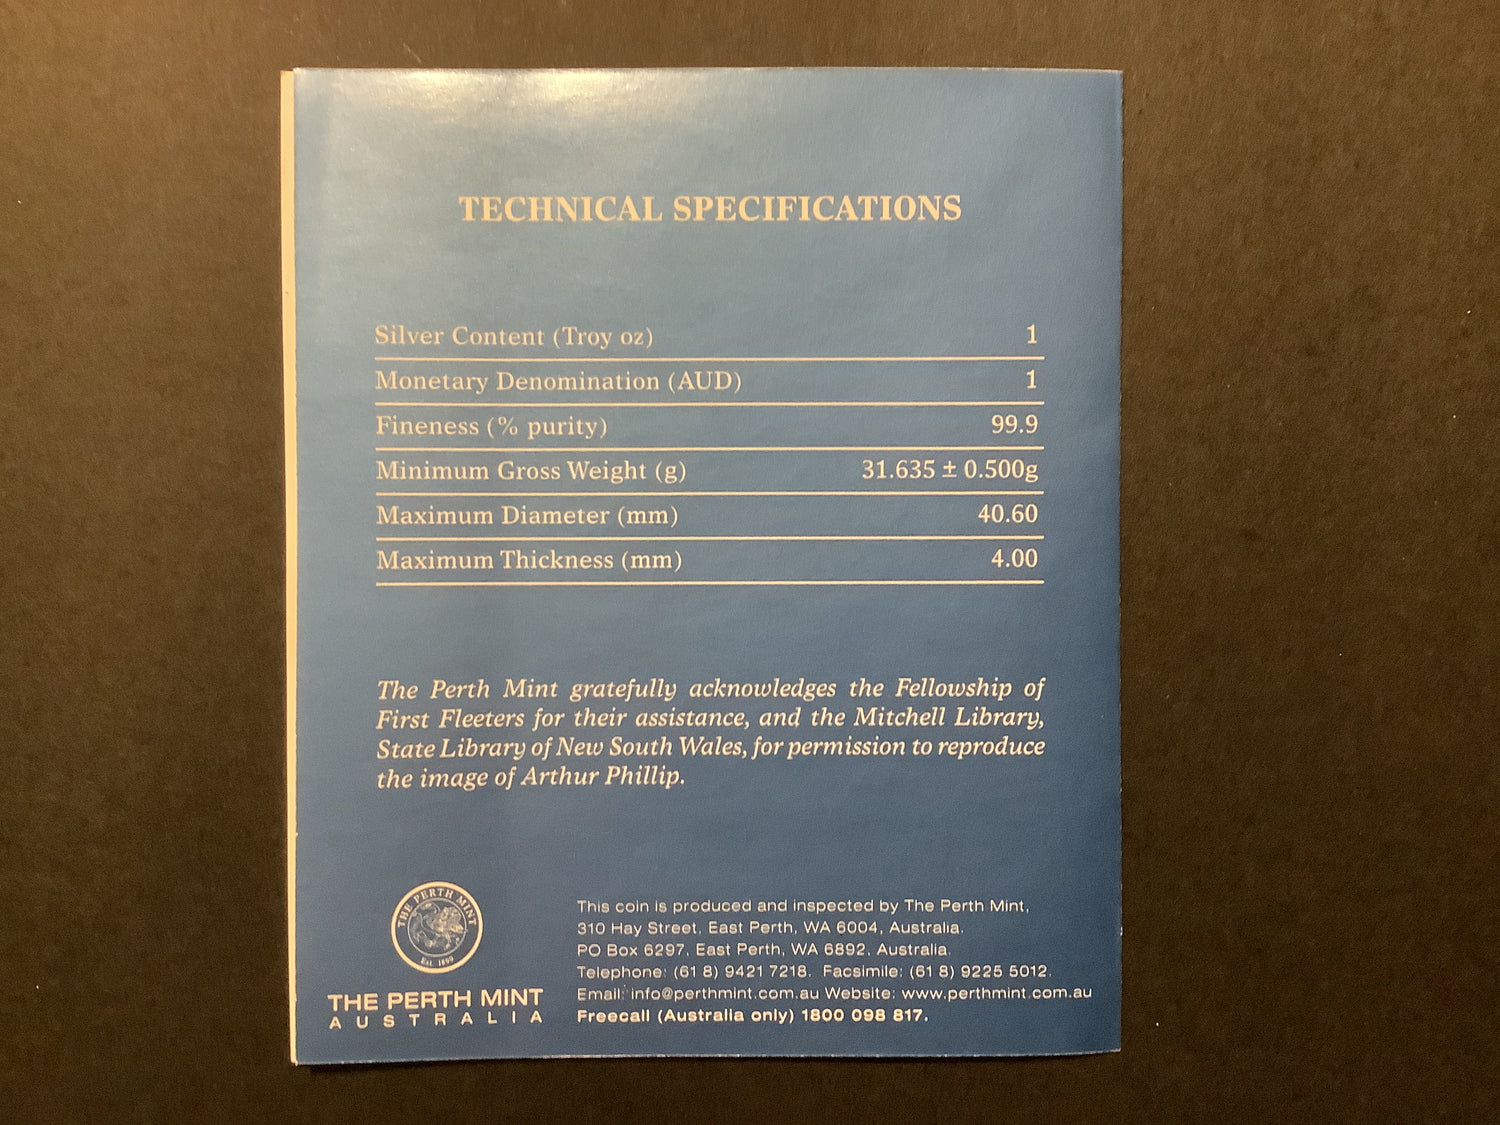 TECHNICAL SPECIFICATIONS
Silver Content (Troy oz) 1
Monetary Denomination (AUD) 1
Fineness (% purity) 99.9
Minimum Gross Weight (g) 31.635 ± 0.500g
Maximum Diameter (mm) 40.60
Maximum Thickness (mm) 4.00
The Perth Mint gratefully acknowledges the Fellowship of
First Fleeters for their assistance, and the Mitchell Library,
State Library of New South Wales, for permission to reproduce
the image of Arthur Phillip.
THE PERTH MINT
Est. 1899
THE PERTH MINT
AUSTRALIA
This coin is produced and inspected by The Perth Mint,
310 Hay Street, East Perth, WA 6004, Australia.
PO Box 6297, East Perth, WA 6892, Australia.
Telephone: (61 8) 9421 7218. Facsimile: (61 8) 9225 5012.
Email: info@perthmint.com.au Website: www.perthmint.com.au
Freecall (Australia only) 1800 098 817.